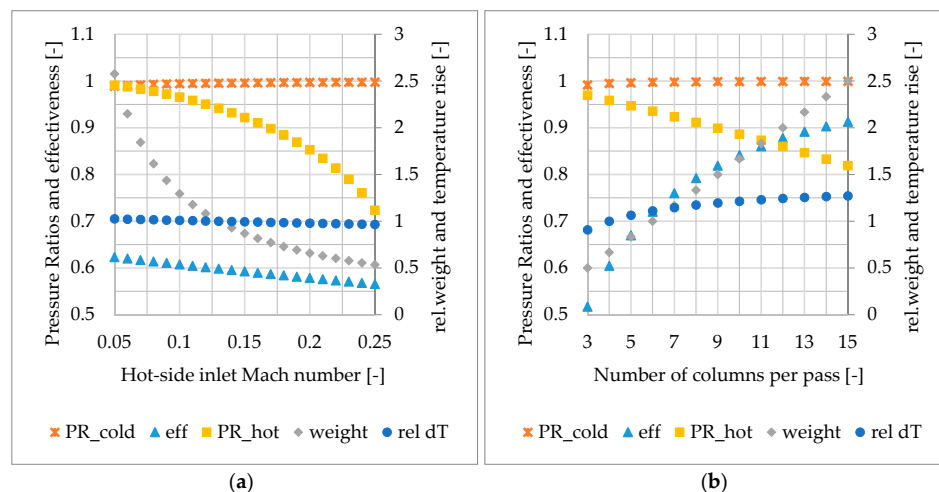 1.1
1
0.9
0.8
0.7
0.6
0.5
3
2.5
2
1.5
1
0.5
0
0.05 0.1 0.15 0.2 0.25
Pressure Ratios and effectiveness [-]
rel.weight and temperature rise [-]
Hot-side inlet Mach number [-]
PR_cold eff PR_hot weight rel dT
(a)
1.1
1
0.9
0.8
0.7
0.6
0.5
3
2.5
2
1.5
1
0.5
0
3 5 7 9 11 13 15
Pressure Ratios and effectiveness [-]
rel.weight and temperature rise [-]
Number of columns per pass [-]
PR_cold eff PR_hot weight rel dT
(b)